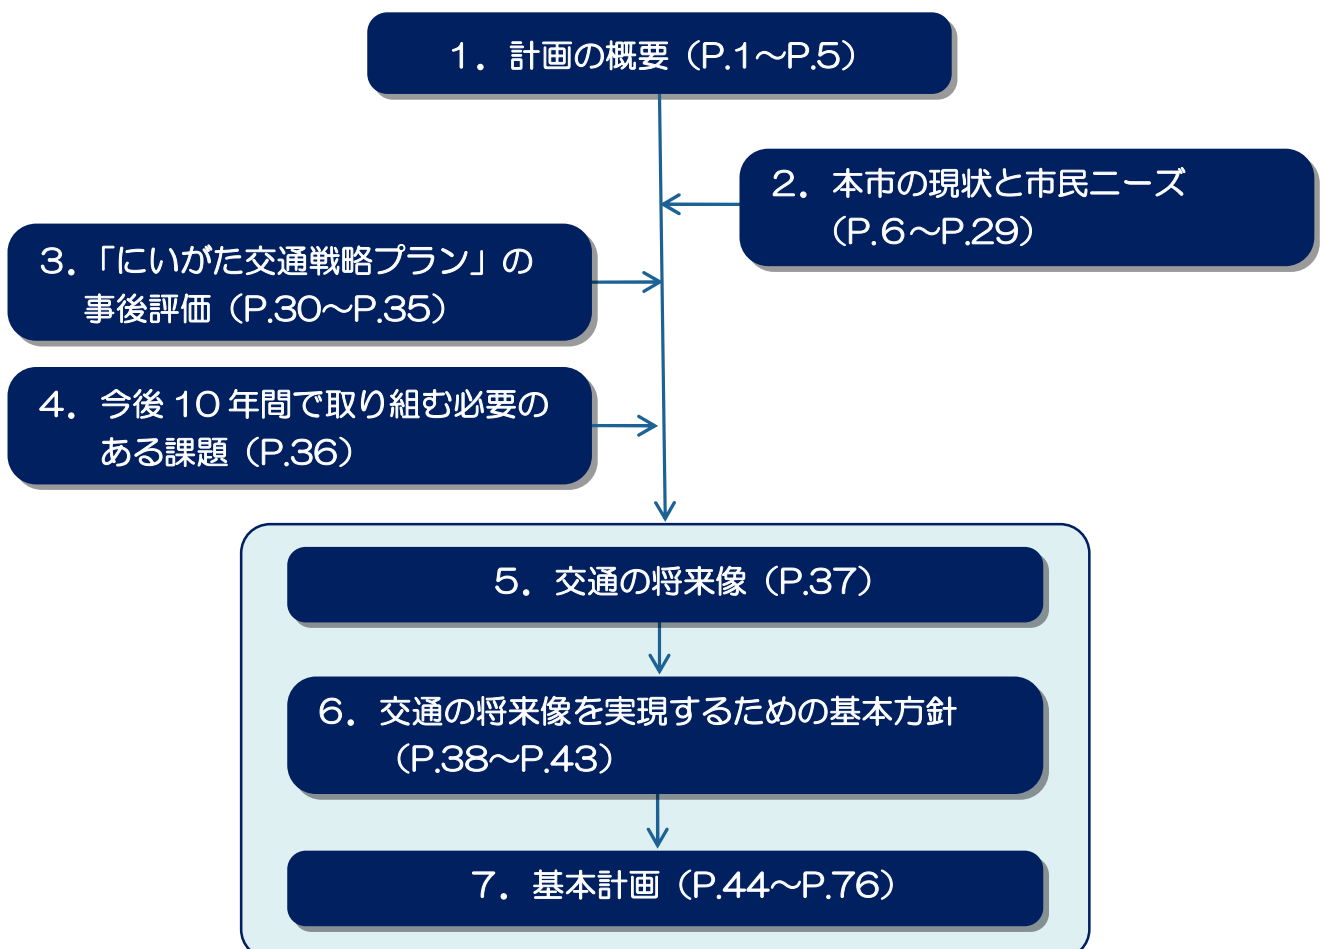 1．計画の概要（P.1～P.5）
2．本市の現状と市民ニーズ
（P.6～P.29）
3．「にいがた交通戦略プラン」の
事後評価（P.30～P.35）
4．今後 10 年間で取り組む必要の
ある課題（P.36）
5．交通の将来像（P.37）
6．交通の将来像を実現するための基本方針
（P.38～P.43）
7．基本計画（P.44～P.76）